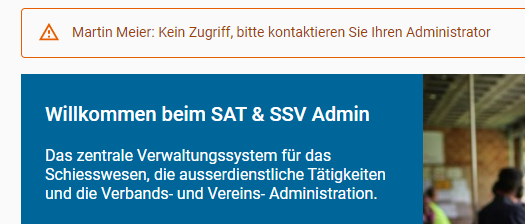 Martin Meier: Kein Zugriff, bitte kontaktieren Sie Ihren Administrator
Willkommen beim SAT & SSV Admin
Das zentrale Verwaltungssystem für das
Schiesswesen, die ausserdienstliche Tätigkeiten
und die Verbands- und Vereins- Administration.